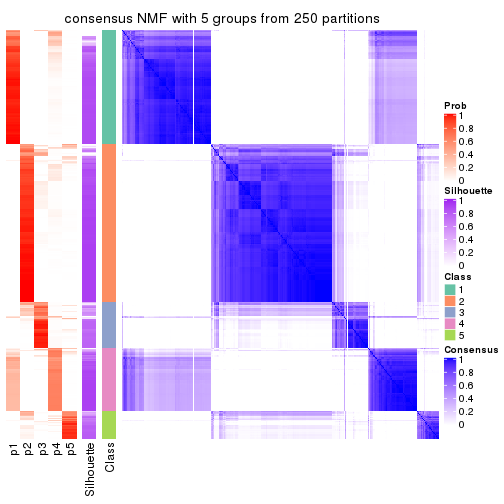 consensus NMF with 5 groups from 250 partitions
Prob
1
0.8
0.6
0.4
0.2
0
Silhouette
1
0.8
0.6
0.4
0.2
0
Class
1
2
3
4
5
Consensus
1
0.8
0.6
0.4
0.2
0
p1
p2
p3
p4
p5
Silhouette
Class